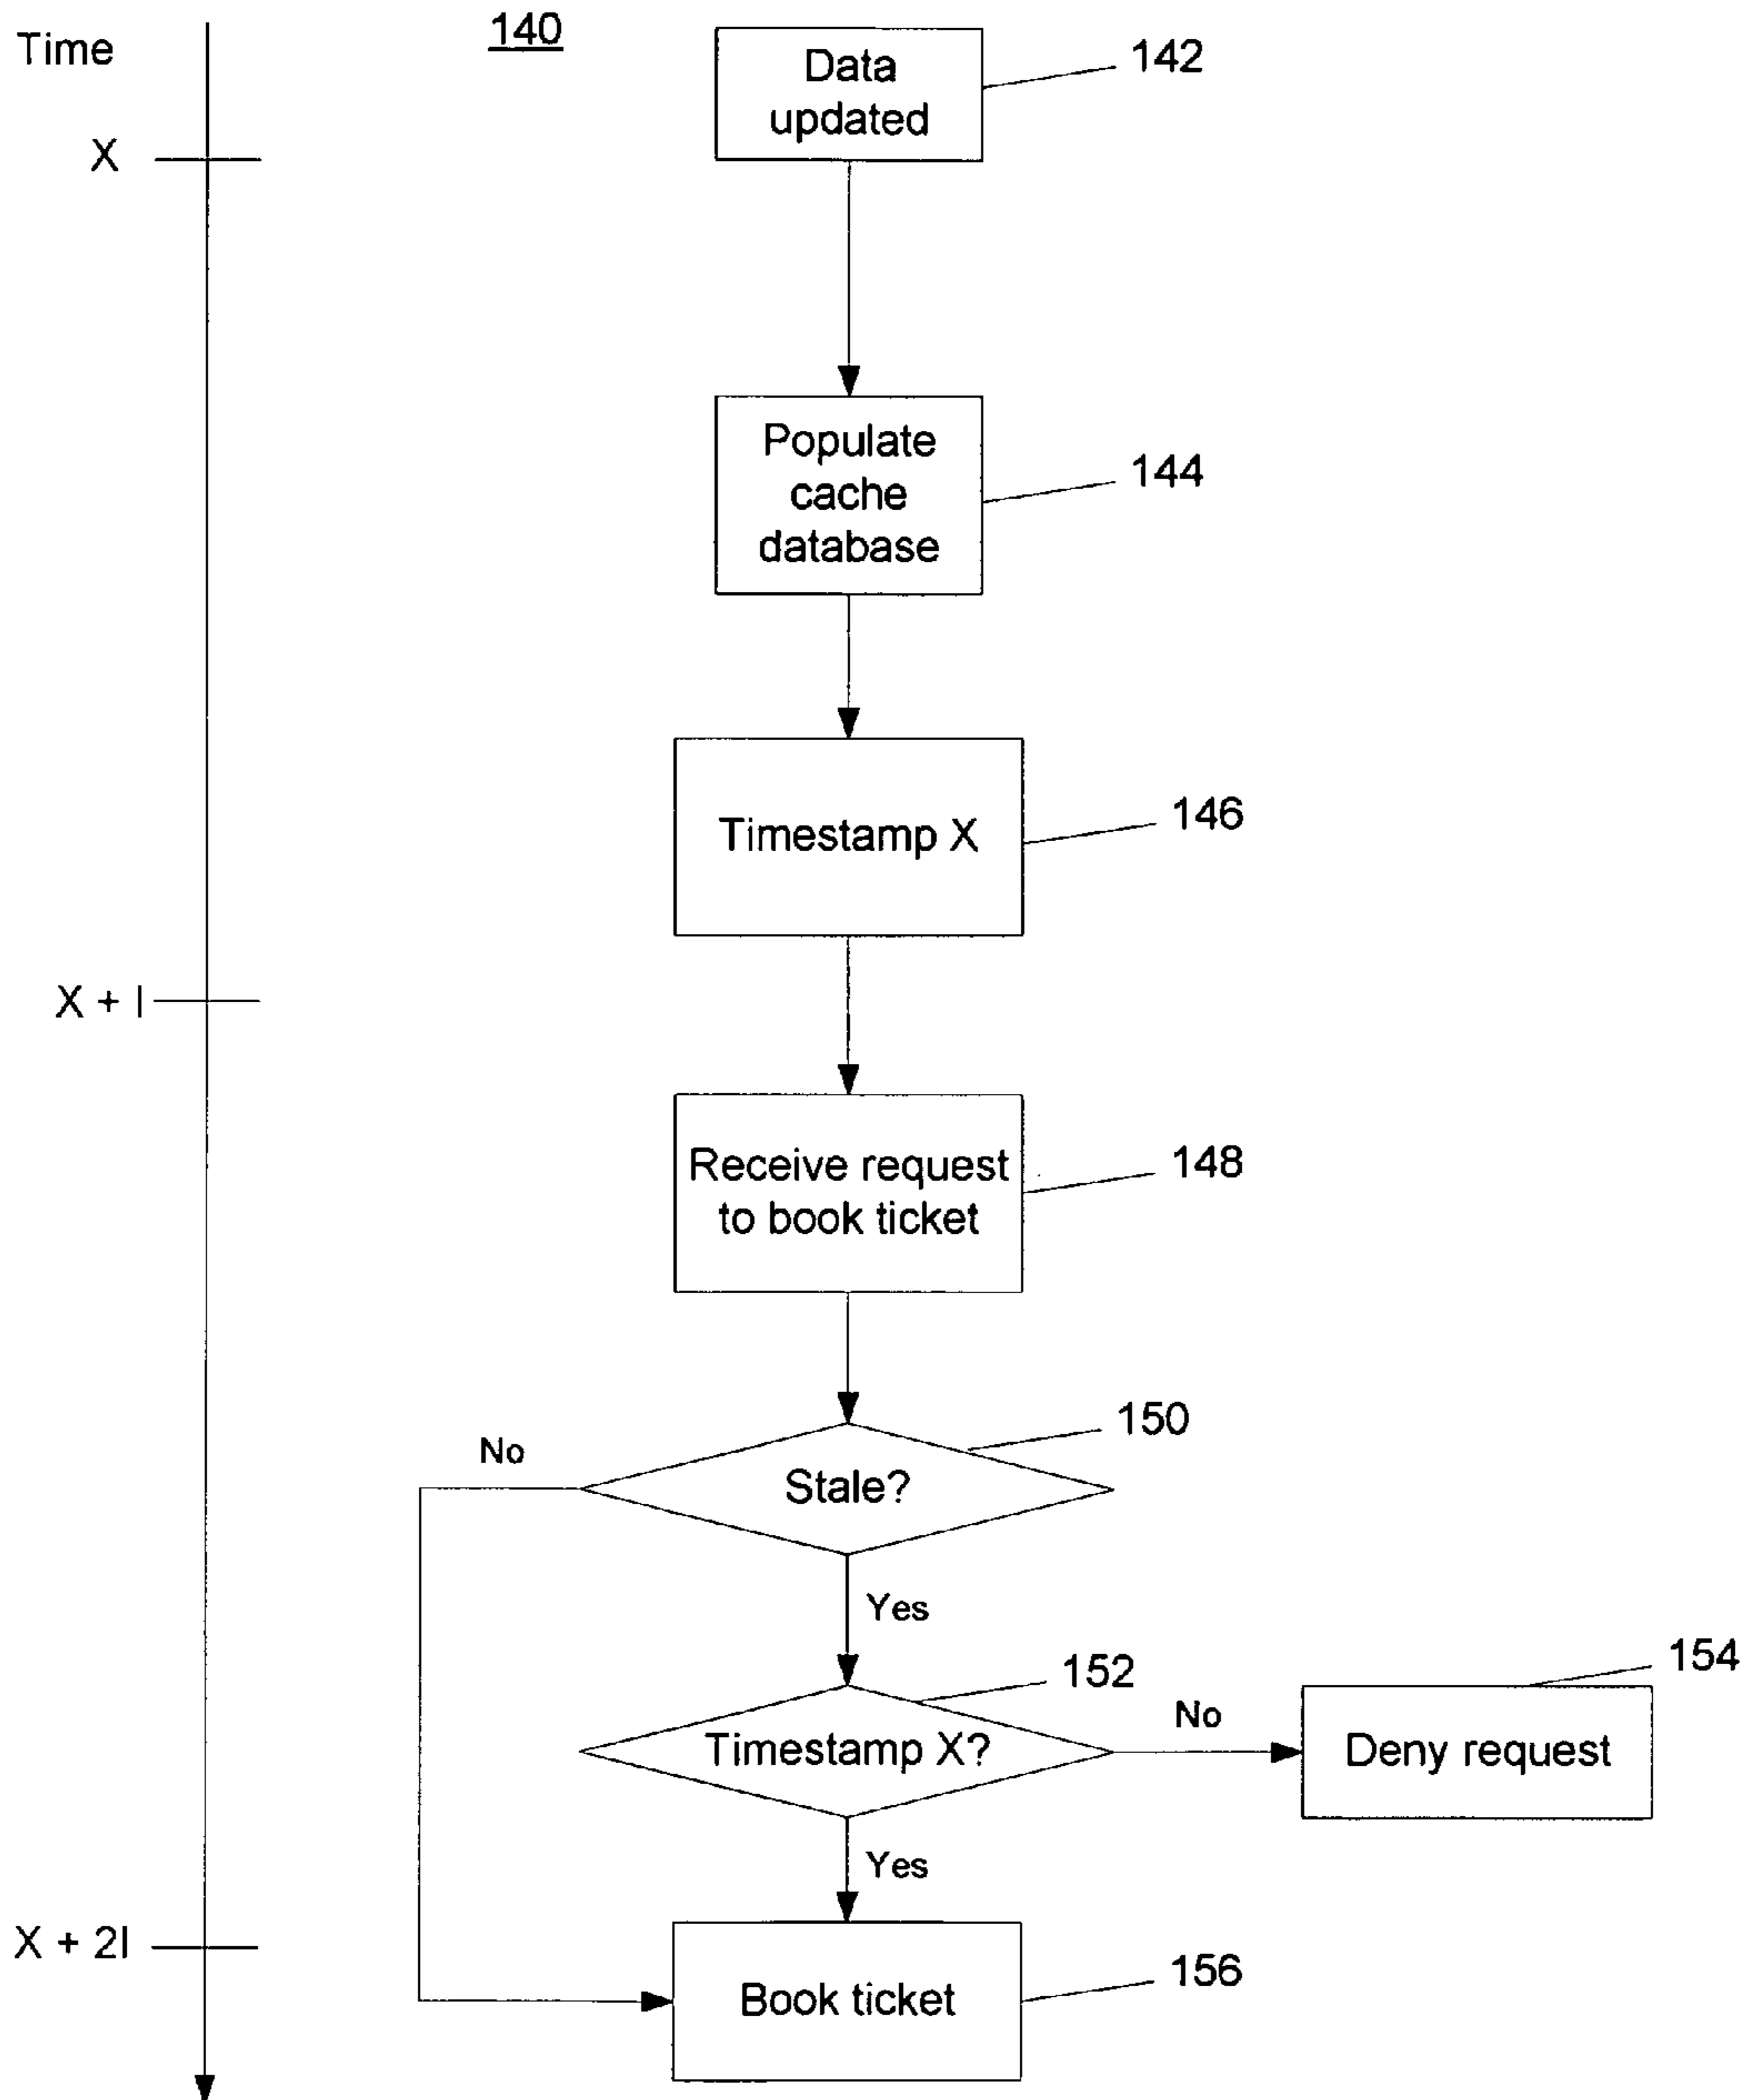 Time
140
Data
updated
142
X
Populate
cache
database
144
Timestamp X
146
X + I
Receive request
to book ticket
148
150
No
Stale?
Yes
152
154
Timestamp X?
No
Deny request
Yes
X + 2I
Book ticket
156